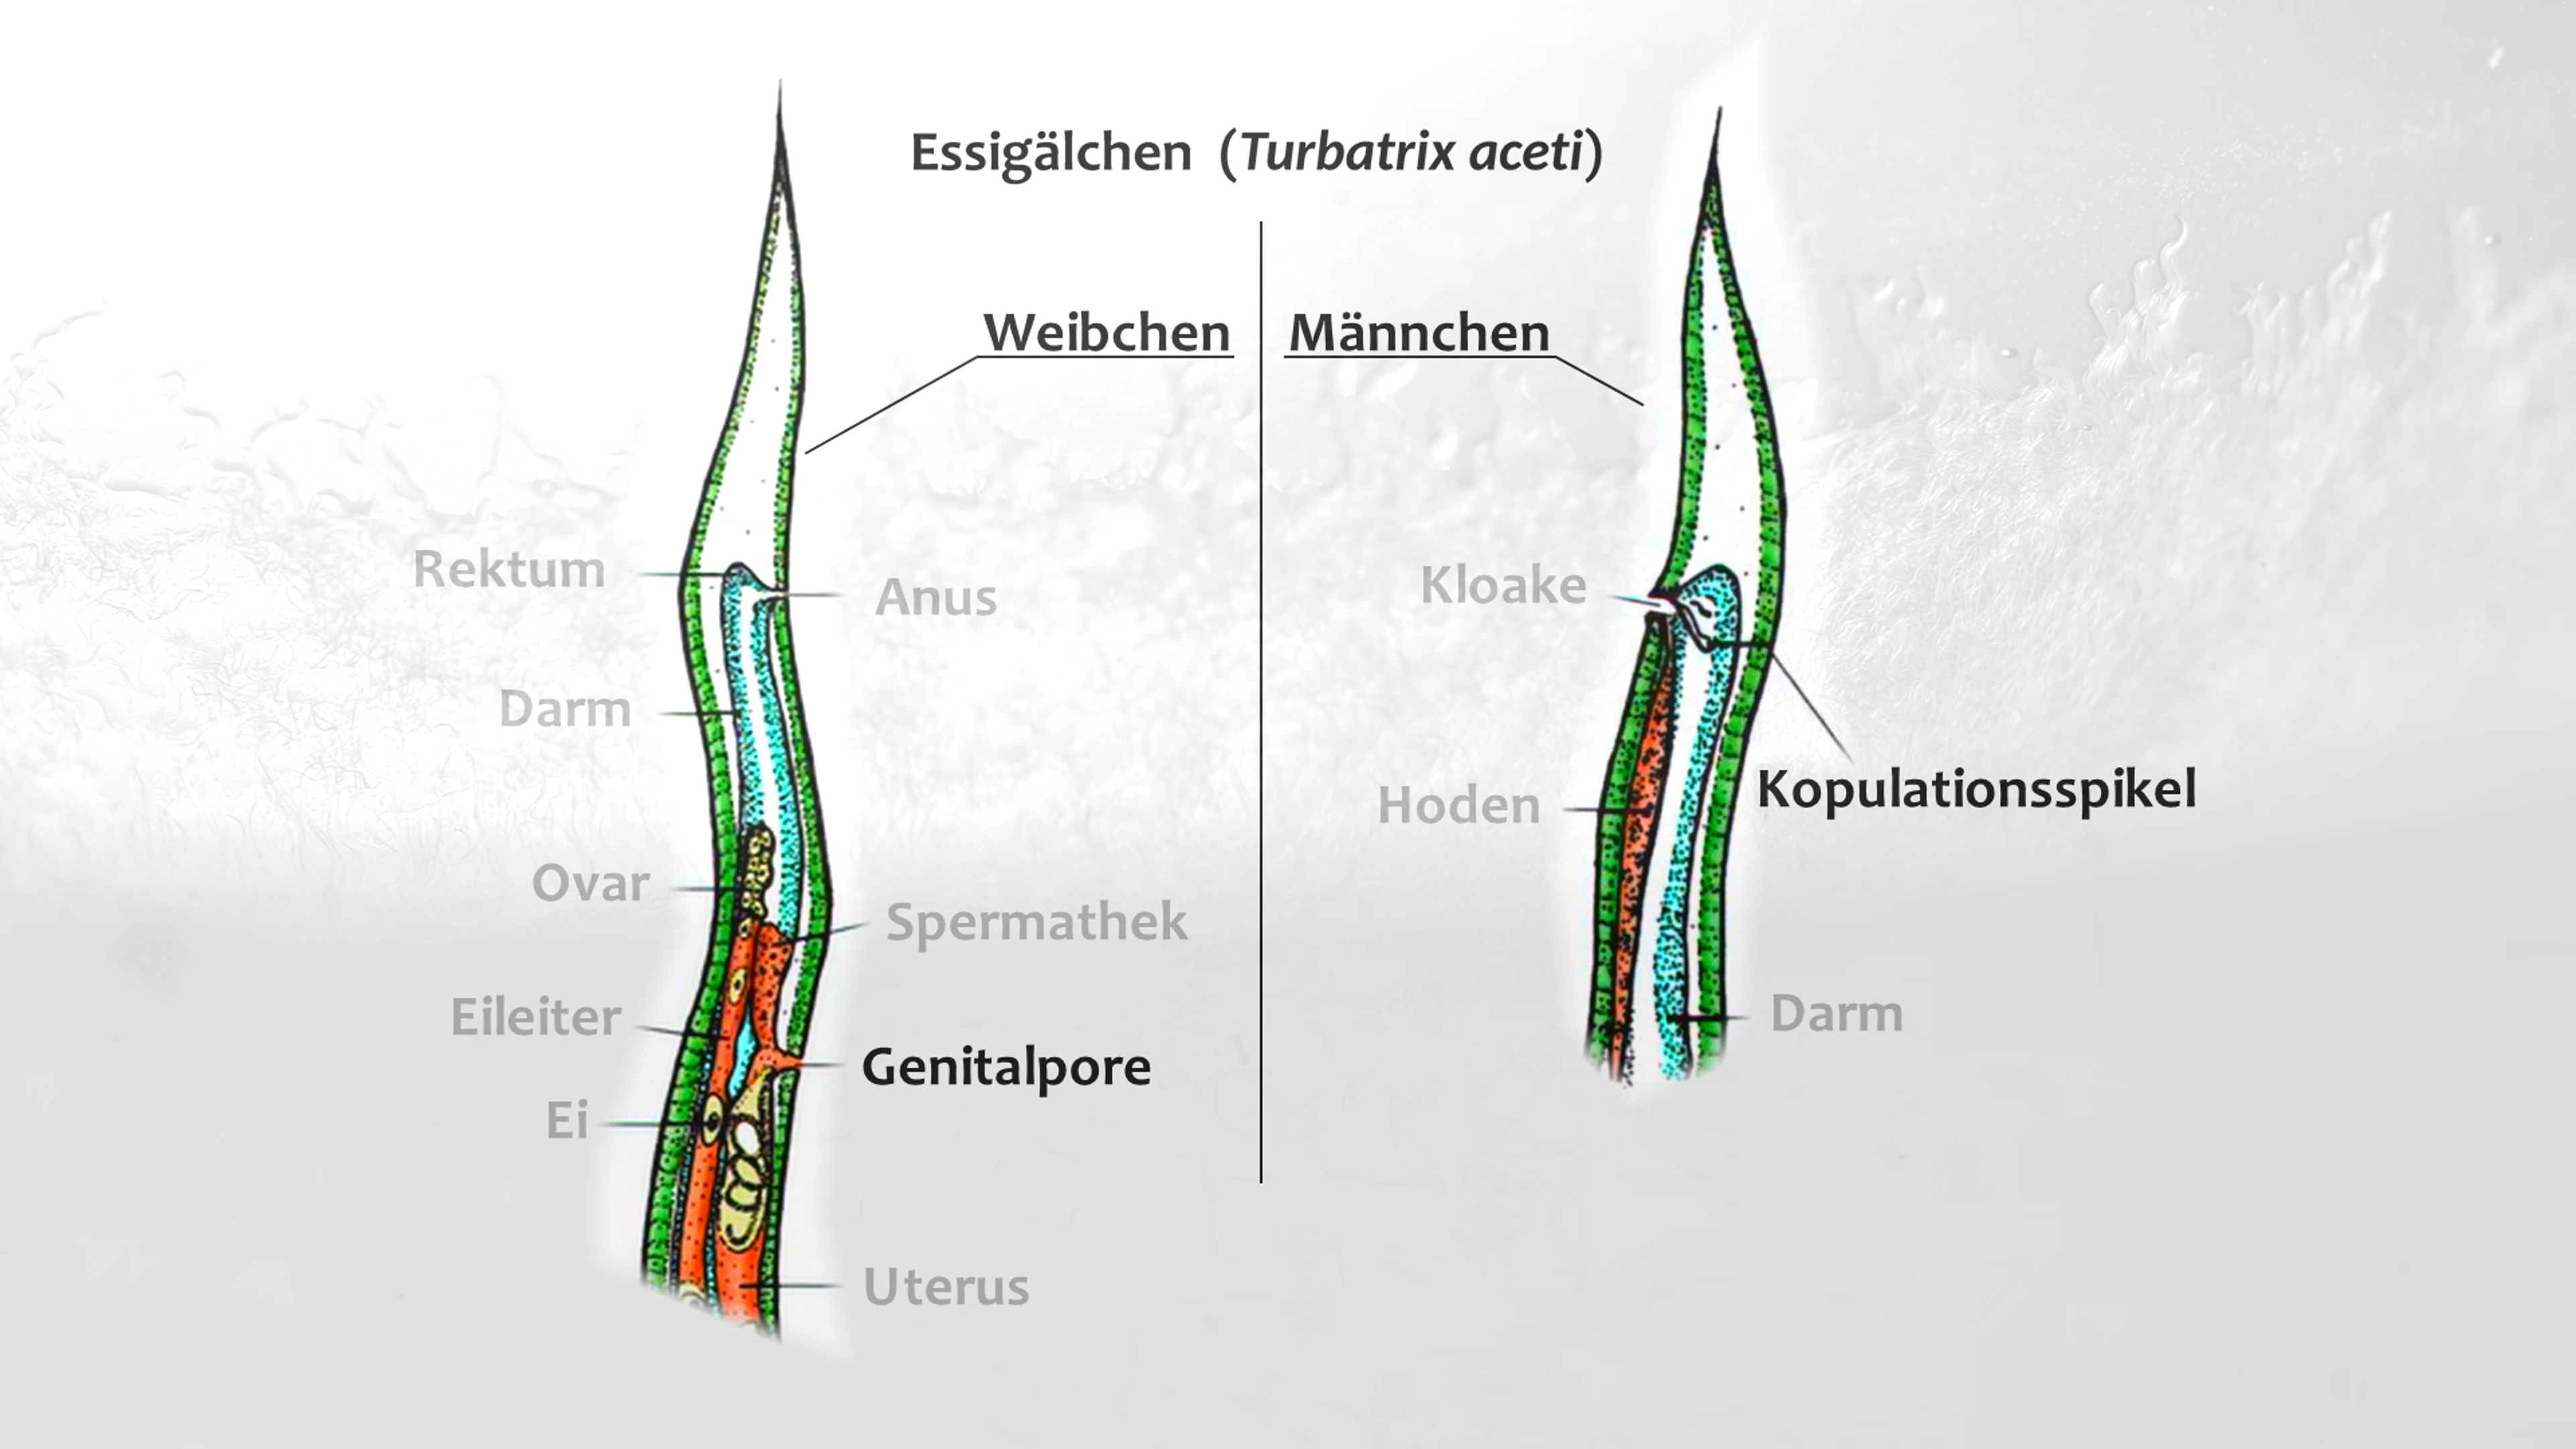 Essigälchen (Turbatrix aceti)
Weibchen
Männchen
Rektum
Anus
Darm
Ovar
Spermathek
Eileiter
Genitalpore
Ei
Uterus
Kloake
Kopulationsspikel
Hoden
Darm